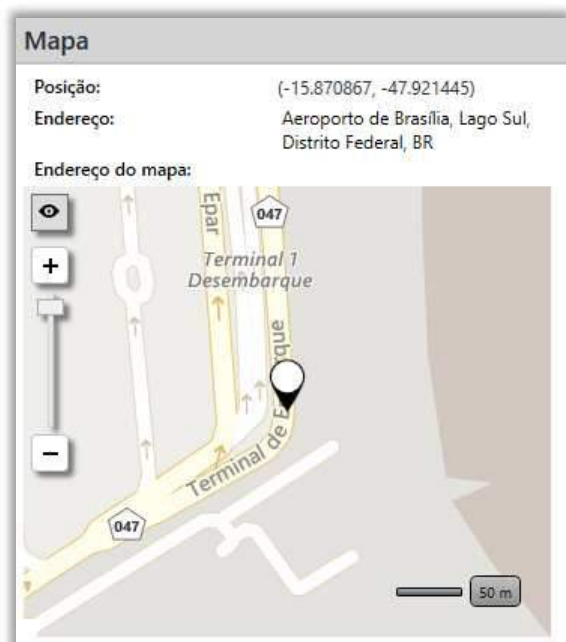 Mapa
Posição: (-15.870867, -47.921445)
Endereço: Aeroporto de Brasília, Lago Sul,
Distrito Federal, BR
Endereço do mapa:
Epar
047
Terminal 1
Desembarque
+
Terminal de E rque
−
047
50 m